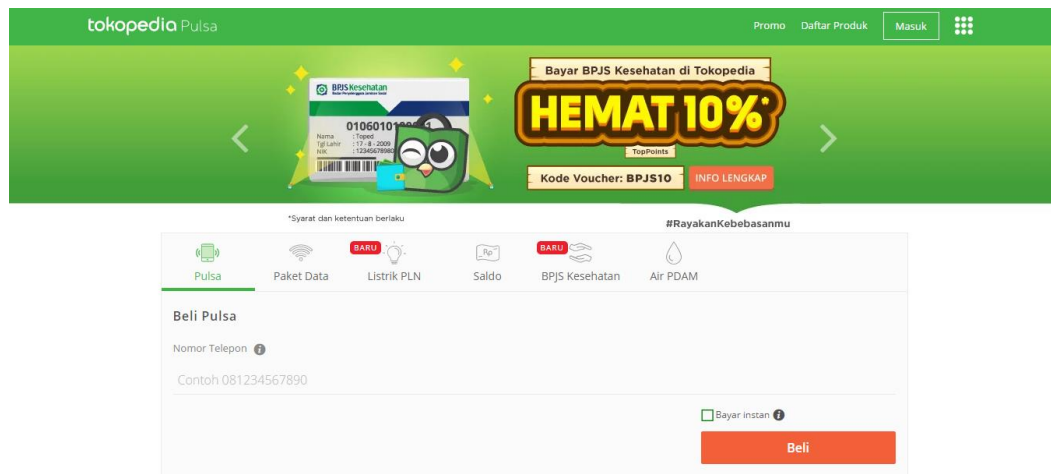 tokopedia Pulsa
Promo Daftar Produk Masuk
Bayar BPJS Kesehatan di Tokopedia
HEMAT 10%*
TopPoints
Kode Voucher: BPJS10 INFO LENGKAP
BPJS Kesehatan
Nama : Toped
Tgl Lahir : 17 - 8 - 2009
NIK
*Syarat dan ketentuan berlaku
#RayakanKebebasanmu
BARU BARU
Pulsa Paket Data Listrik PLN Saldo BPJS Kesehatan Air PDAM
Beli Pulsa
Nomor Telepon
Contoh 081234567890
Bayar instan
Beli